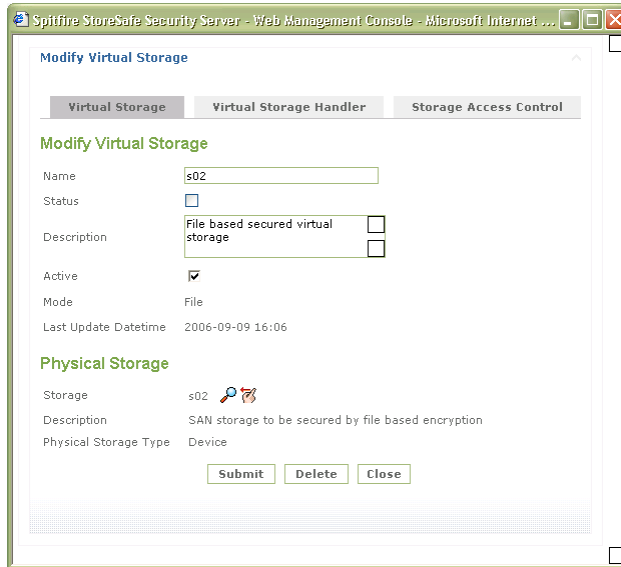 Spitfire StoreSafe Security Server - Web Management Console - Microsoft Internet ...
Modify Virtual Storage
Virtual Storage Virtual Storage Handler Storage Access Control
Modify Virtual Storage
Name s02
Status
Description File based secured virtual
storage
Active
Mode File
Last Update Datetime 2006-09-09 16:06
Physical Storage
Storage s02
Description SAN storage to be secured by file based encryption
Physical Storage Type Device
Submit Delete Close